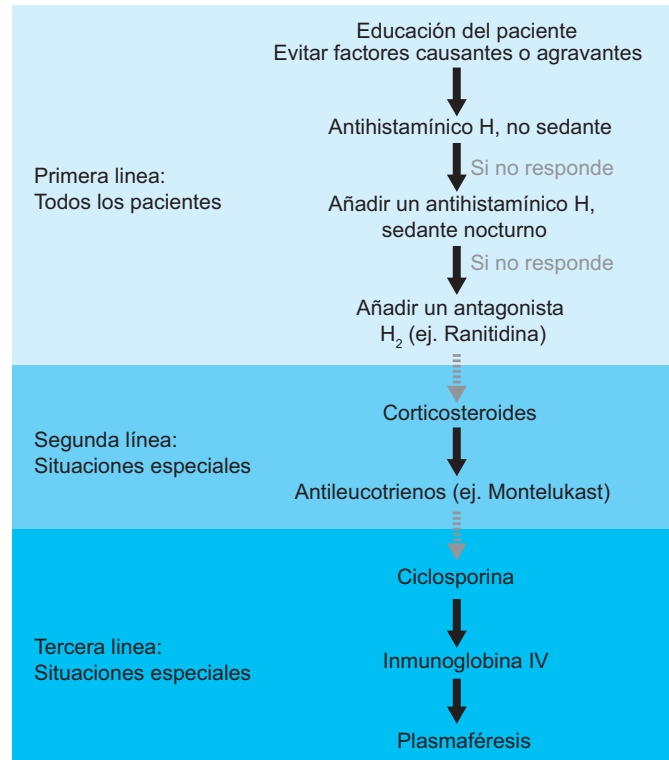 Educación del paciente
Evitar factores causantes o agravantes
Antihistamínico H, no sedante
Si no responde
Primera linea:
Todos los pacientes
Añadir un antihistamínico H,
sedante nocturno
Si no responde
Añadir un antagonista
H₂ (ej. Ranitidina)
Corticosteroides
Segunda línea:
Situaciones especiales
Antileucotrienos (ej. Montelukast)
Ciclosporina
Tercera linea:
Situaciones especiales
Inmunoglobina IV
Plasmaféresis